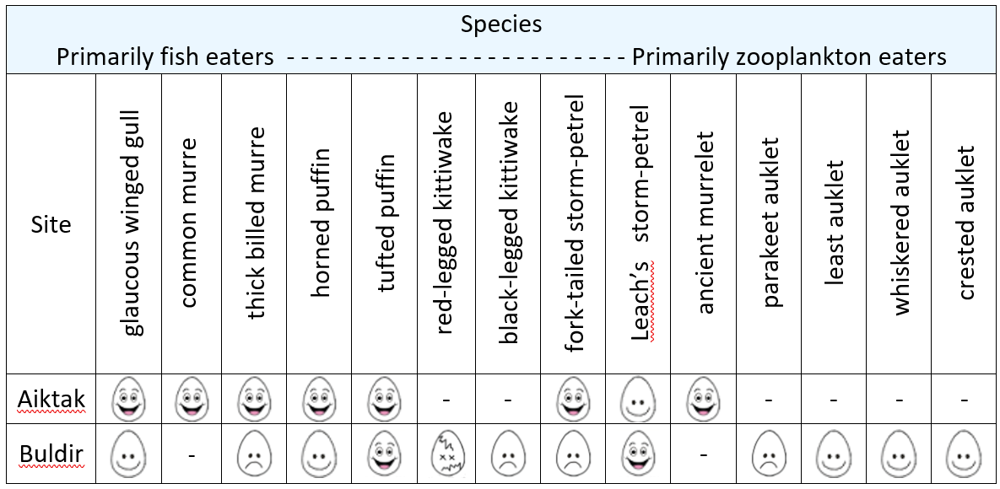 Species
Primarily fish eaters - - - - - - - - - - - - - - - - - - - - - - - - Primarily zooplankton eaters
Site
glaucous winged gull
common murre
thick billed murre
horned puffin
tufted puffin
red-legged kittiwake
black-legged kittiwake
fork-tailed storm-petrel
Leach’s storm-petrel
ancient murrelet
parakeet auklet
least auklet
whiskered auklet
crested auklet
Aiktak - - - - - -
Buldir - -